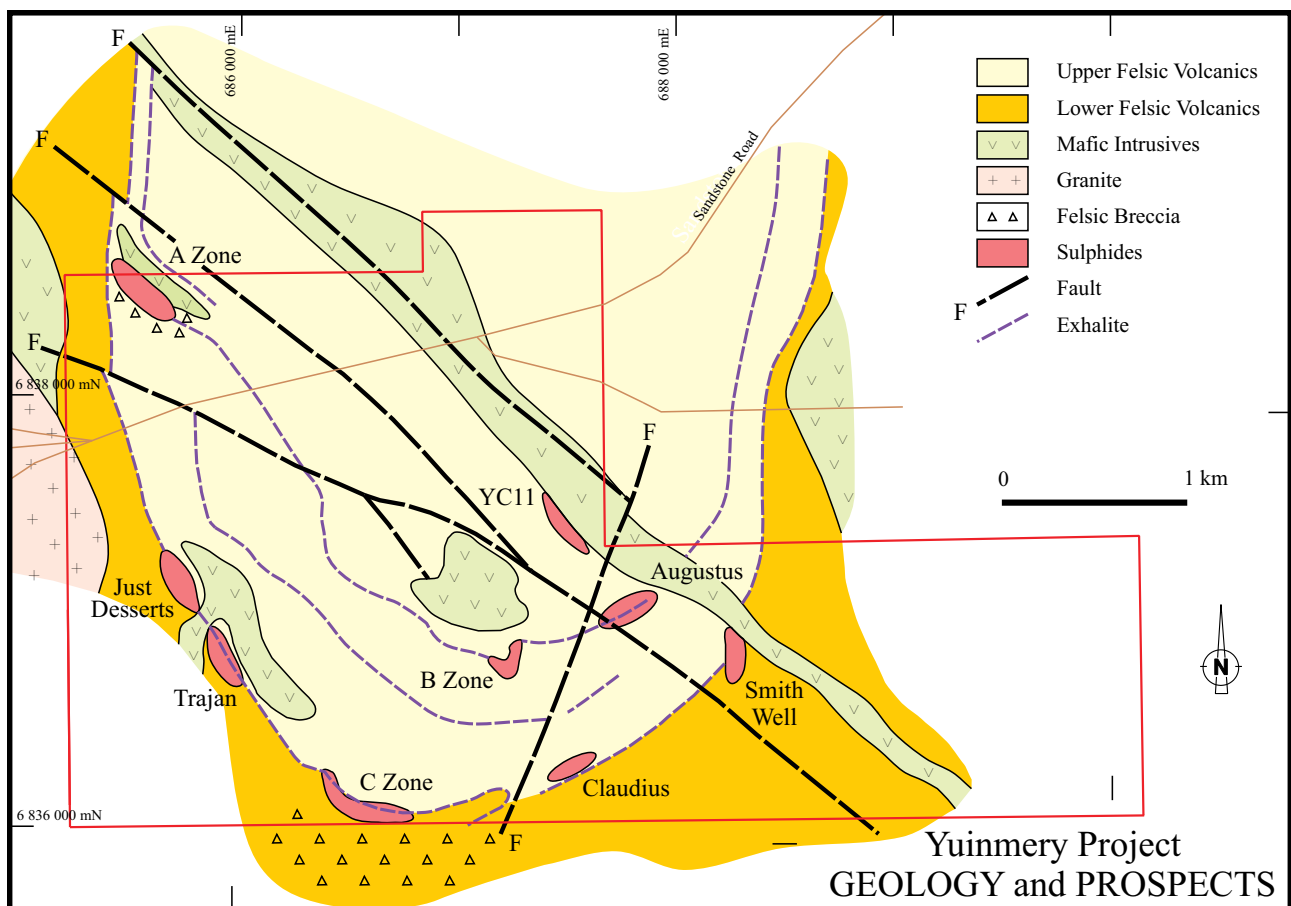 F
686 000 mE
688 000 mE
Upper Felsic Volcanics
Lower Felsic Volcanics
Mafic Intrusives
Granite
Felsic Breccia
Sulphides
F
Fault
Exhalite
F
Sandstone Road
A Zone
F
6 838 000 mN
F
0
1 km
YC11
Augustus
Just
Desserts
B Zone
Trajan
Smith
Well
N
C Zone
Claudius
6 836 000 mN
F
Yuinmery Project
GEOLOGY and PROSPECTS